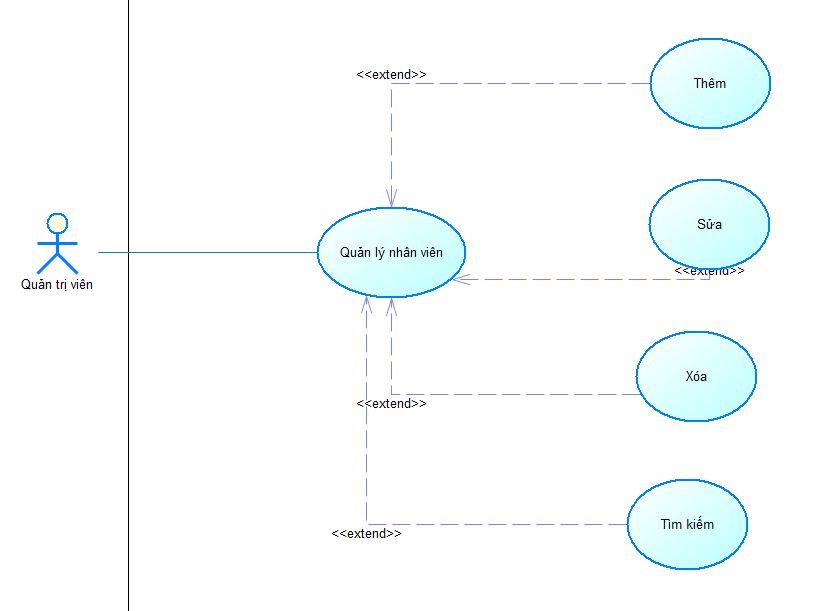 <<extend>>
Thêm
Sửa
Quản lý nhân viên
<<extend>>
Quản trị viên
Xóa
<<extend>>
Tìm kiếm
<<extend>>